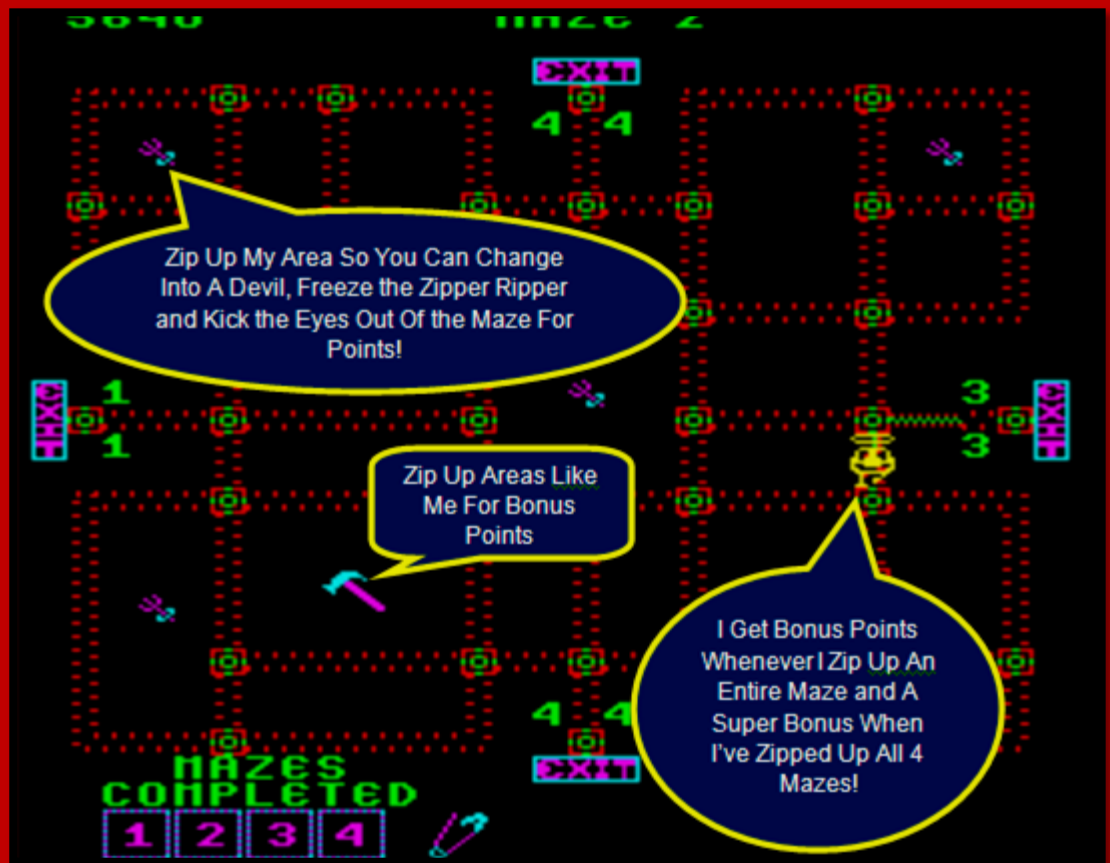 5640 MAZE 2
EXIT
4 4
Zip Up My Area So You Can Change
Into A Devil, Freeze the Zipper Ripper
and Kick the Eyes Out Of the Maze For
Points!
1
3
EXIT
EXIT
1
3
Zip Up Areas Like
Me For Bonus
Points
I Get Bonus Points
Whenever I Zip Up An
Entire Maze and A
Super Bonus When
I've Zipped Up All 4
Mazes!
4 4
EXIT
MAZES
COMPLETED
1 2 3 4